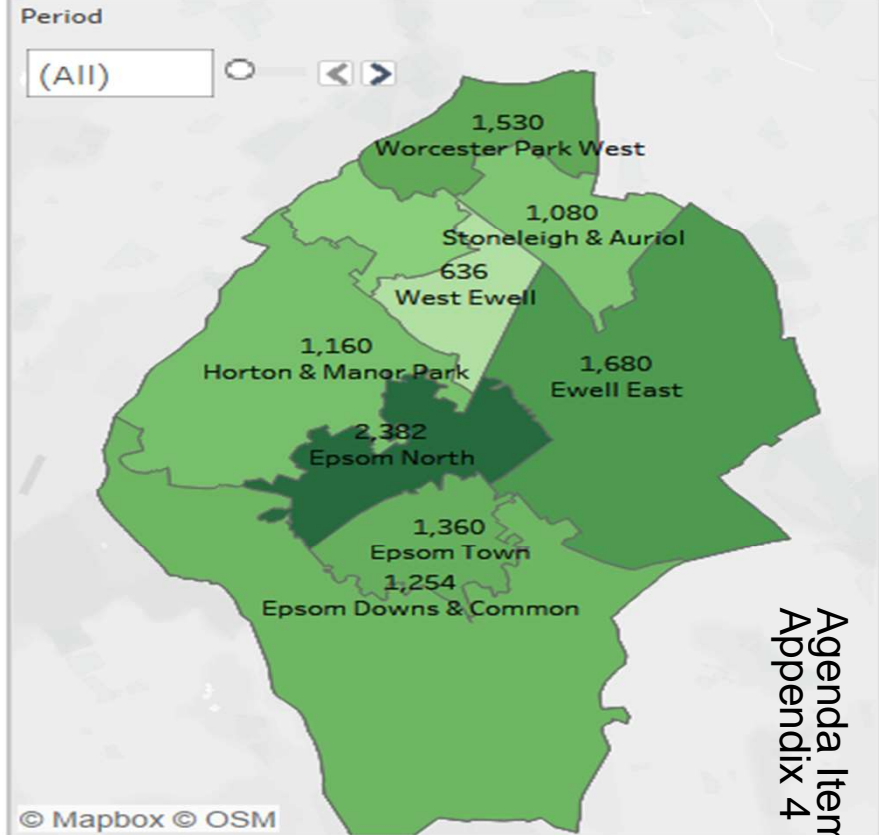 Period
(All)
1,530
Worcester Park West
1,080
Stoneleigh & Auriol
636
West Ewell
1,160
Horton & Manor Park
1,680
Ewell East
2,382
Epsom North
1,360
Epsom Town
1,254
Epsom Downs & Common
Agenda Item
Appendix 4
© Mapbox © OSM